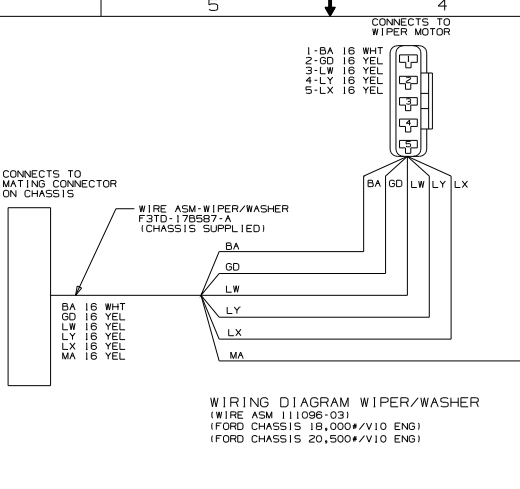 5
4
CONNECTS TO
WIPER MOTOR
1-BA 16 WHT
2-GD 16 YEL
3-LW 16 YEL
4-LY 16 YEL
5-LX 16 YEL
1
2
3
4
5
BA GD LW LY LX
CONNECTS TO
MATING CONNECTOR
ON CHASSIS
WIRE ASM-WIPER/WASHER
F3TD-17B587-A
(CHASSIS SUPPLIED)
BA
GD
LW
LY
LX
MA
BA 16 WHT
GD 16 YEL
LW 16 YEL
LY 16 YEL
LX 16 YEL
MA 16 YEL
WIRING DIAGRAM WIPER/WASHER
(WIRE ASM 111096-03)
(FORD CHASSIS 18,000#/V10 ENG)
(FORD CHASSIS 20,500#/V10 ENG)